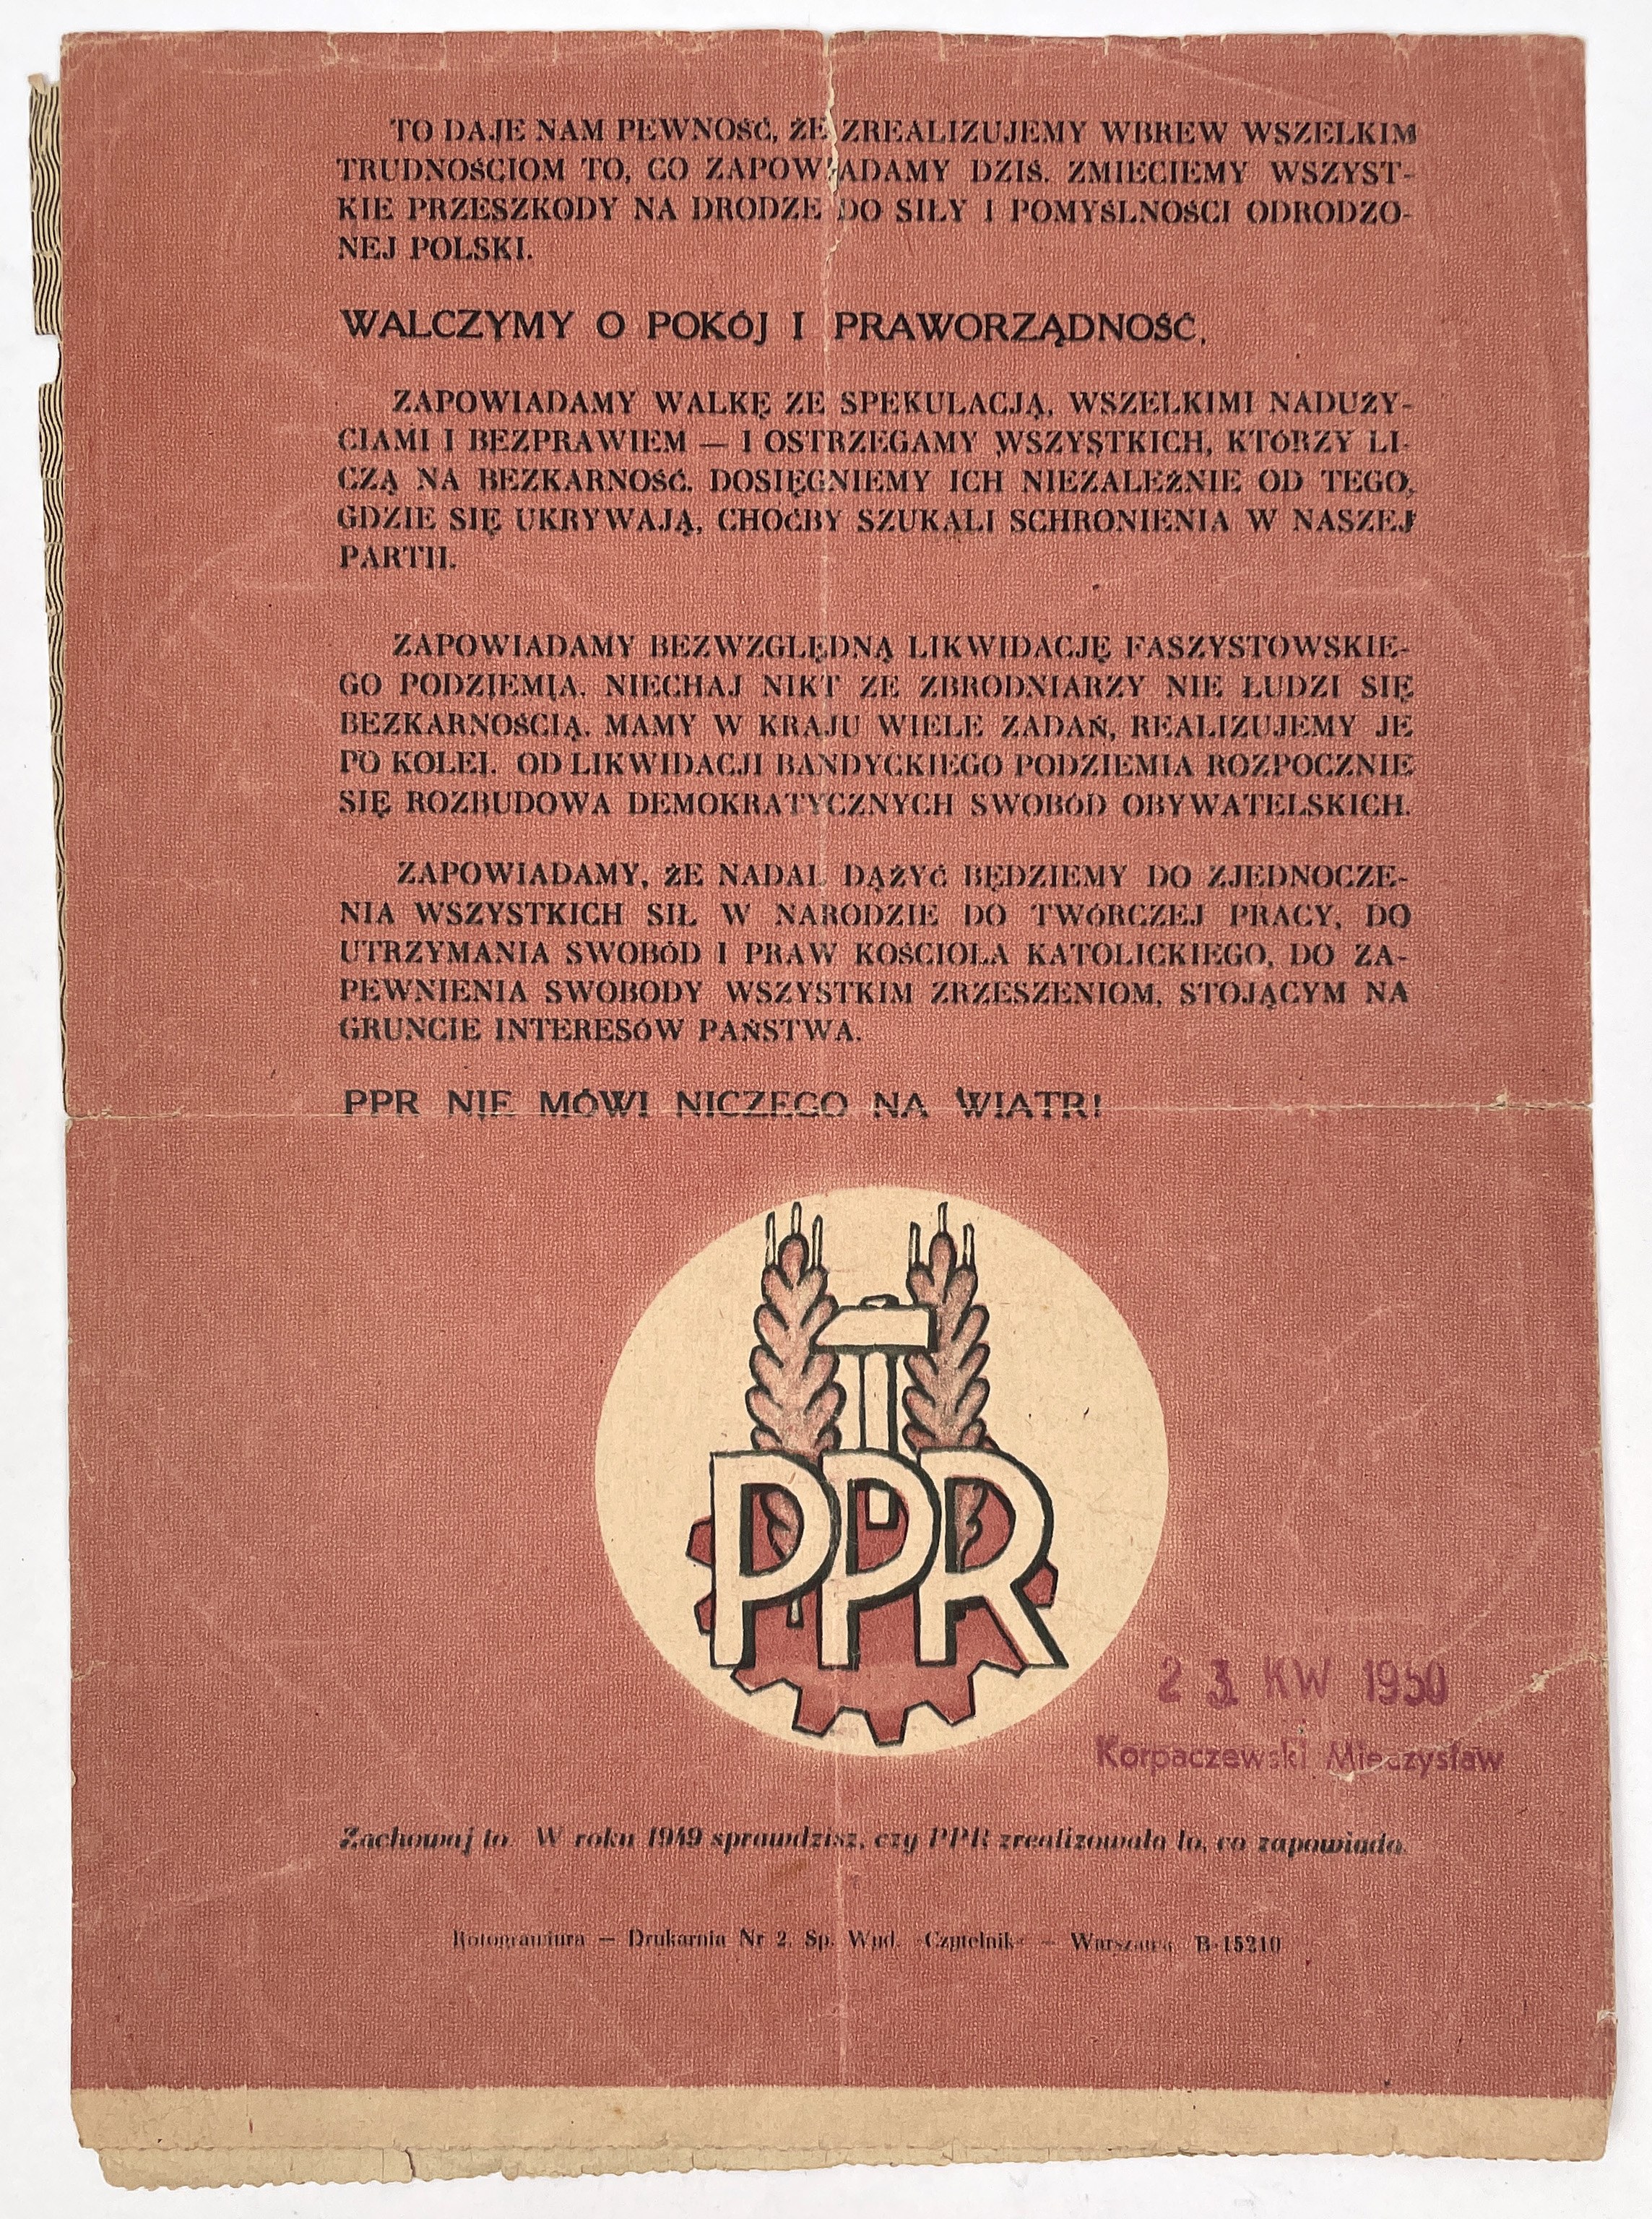 TO DAJE NAM PEWNOŚĆ, ŻE ZREALIZUJEMY WBREW WSZELKIM
TRUDNOŚCIOM TO, CO ZAPOWIADAMY DZIŚ. ZMIECIEMY WSZYST-
KIE PRZESZKODY NA DRODZE DO SIŁY I POMYŚLNOŚCI ODRODZO-
NEJ POLSKI.
WALCZYMY O POKÓJ I PRAWORZĄDNOŚĆ.
ZAPOWIADAMY WALKĘ ZE SPEKULACJĄ, WSZELKIMI NADUŻY-
CIAMI I BEZPRAWIEM — I OSTRZEGAMY WSZYSTKICH, KTÓRZY LI-
CZĄ NA BEZKARNOŚĆ. DOSIĘGNIEMY ICH NIEZALEŻNIE OD TEGO,
GDZIE SIĘ UKRYWAJĄ, CHOĆBY SZUKALI SCHRONIENIA W NASZEJ
PARTII.
ZAPOWIADAMY BEZWZGLĘDNĄ LIKWIDACJĘ FASZYSTOWSKIE-
GO PODZIEMIA. NIECHAJ NIKT ZE ZBRODNIARZY NIE ŁUDZI SIĘ
BEZKARNOŚCIĄ. MAMY W KRAJU WIELE ZADAŃ, REALIZUJEMY JE
PO KOLEI. OD LIKWIDACJI BANDYCKIEGO PODZIEMIA ROZPOCZNIE
SIĘ ROZBUDOWA DEMOKRATYCZNYCH SWOBÓD OBYWATELSKICH.
ZAPOWIADAMY, ŻE NADAL DĄŻYĆ BĘDZIEMY DO ZJEDNOCZE-
NIA WSZYSTKICH SIŁ W NARODZIE DO TWÓRCZEJ PRACY, DO
UTRZYMANIA SWOBÓD I PRAW KOŚCIOŁA KATOLICKIEGO, DO ZA-
PEWNIENIA SWOBODY WSZYSTKIM ZRZESZENIOM, STOJĄCYM NA
GRUNCIE INTERESÓW PAŃSTWA.
PPR NIE MÓWI NICZEGO NA WIATR!
PPR
23. KW 1950
Korpaczewski Mieczysław
Zachowaj to. W roku 1949 sprawdzisz, czy PPR zrealizowała to, co zapowiada.
Rotograwiura — Drukarnia Nr 2. Sp. Wyd. «Czytelnik» — Warszawa B-15210